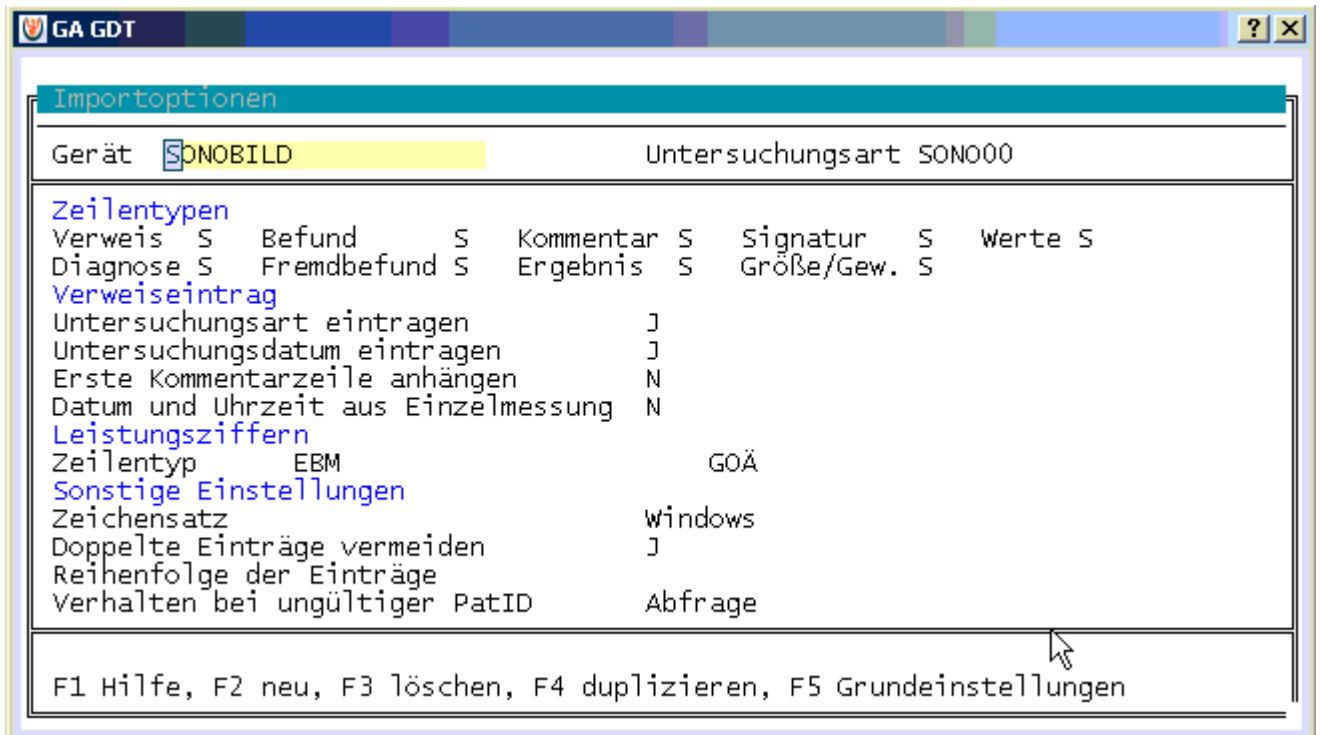 GA GDT
Importoptionen
Gerät SONOBILD Untersuchungsart SONO00
Zeilentypen
Verweis S Befund S Kommentar S Signatur S Werte S
Diagnose S Fremdbefund S Ergebnis S Größe/Gew. S
Verweiseintrag
Untersuchungsart eintragen J
Untersuchungsdatum eintragen J
Erste Kommentarzeile anhängen N
Datum und Uhrzeit aus Einzelmessung N
Leistungsziffern
Zeilentyp EBM GOÄ
Sonstige Einstellungen
Zeichensatz Windows
Doppelte Einträge vermeiden J
Reihenfolge der Einträge
Verhalten bei ungültiger PatID Abfrage
F1 Hilfe, F2 neu, F3 löschen, F4 duplizieren, F5 Grundeinstellungen